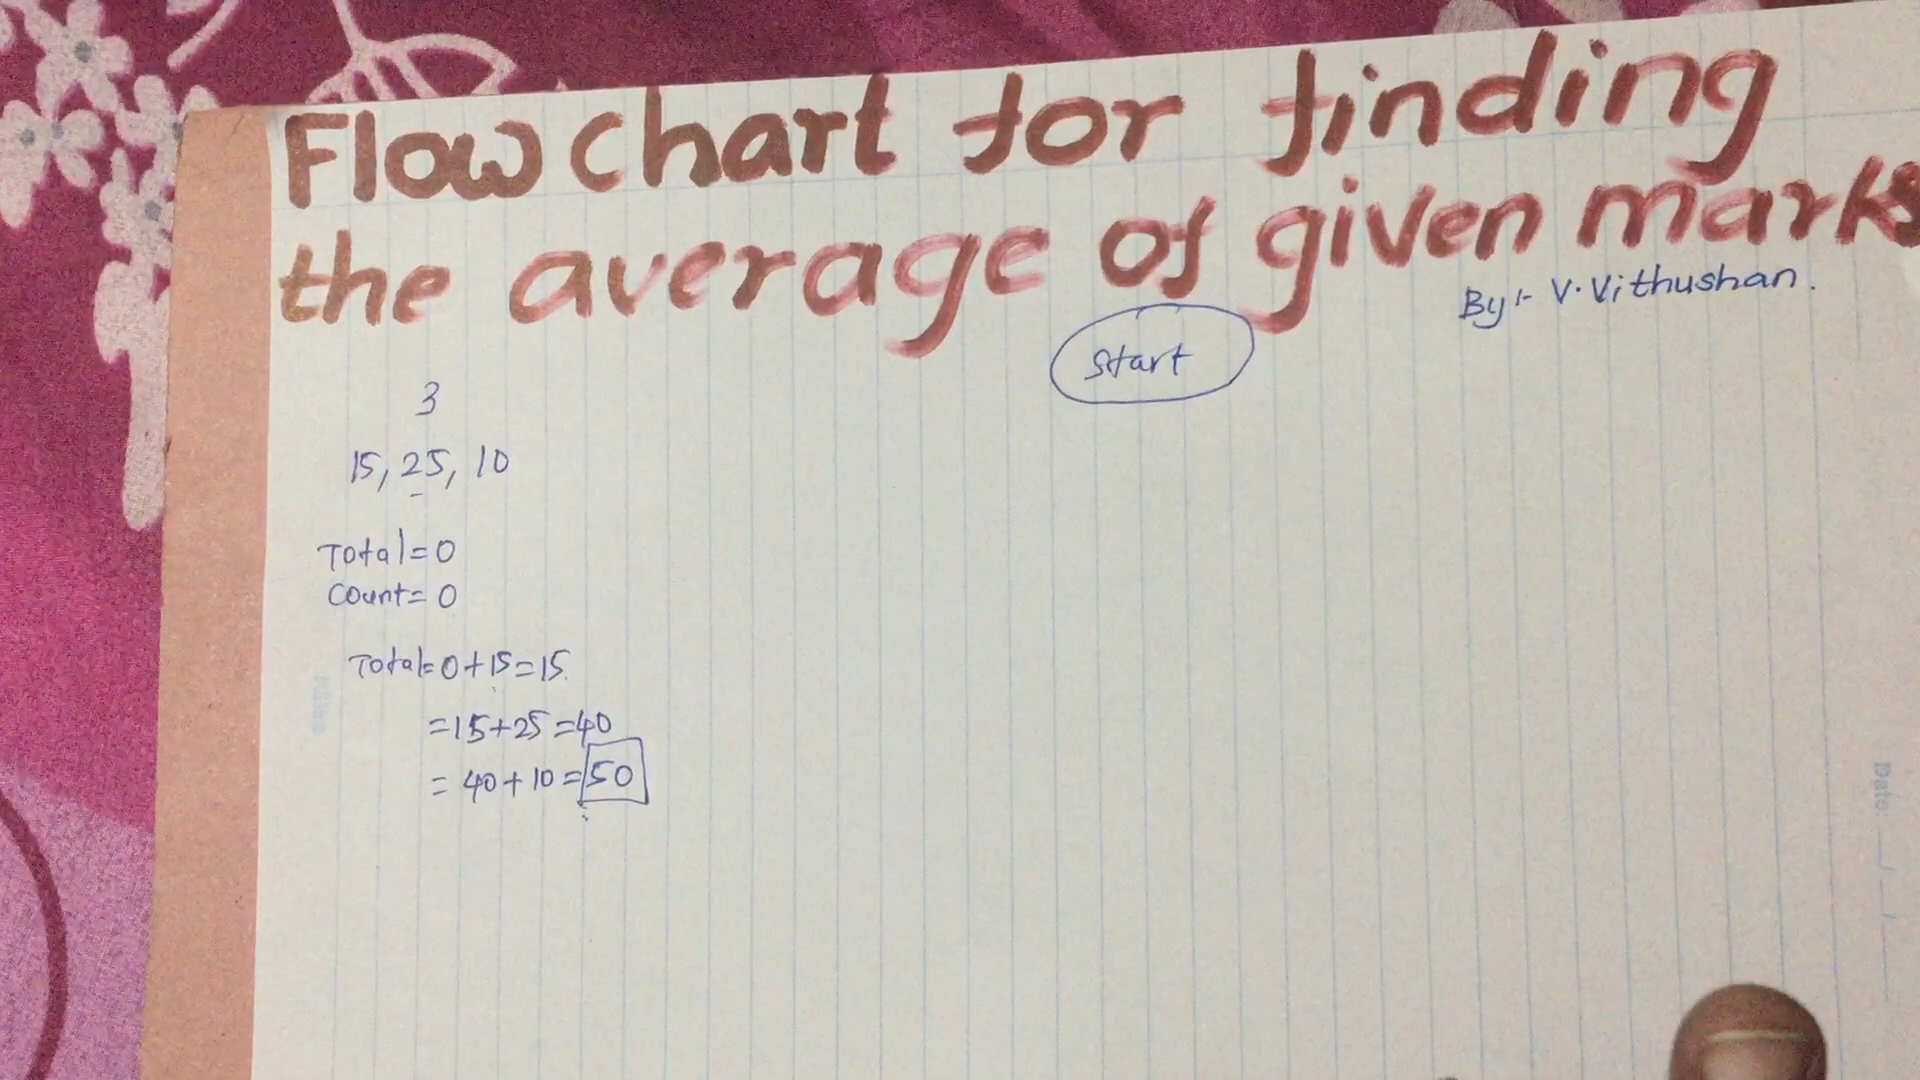 Flow chart for finding
the average of given marks
By:- V. Vithushan.
Start
3
15, 25, 10
Total=0
Count=0
Total=0+15=15
=15+25=40
=40+10=50
Date: